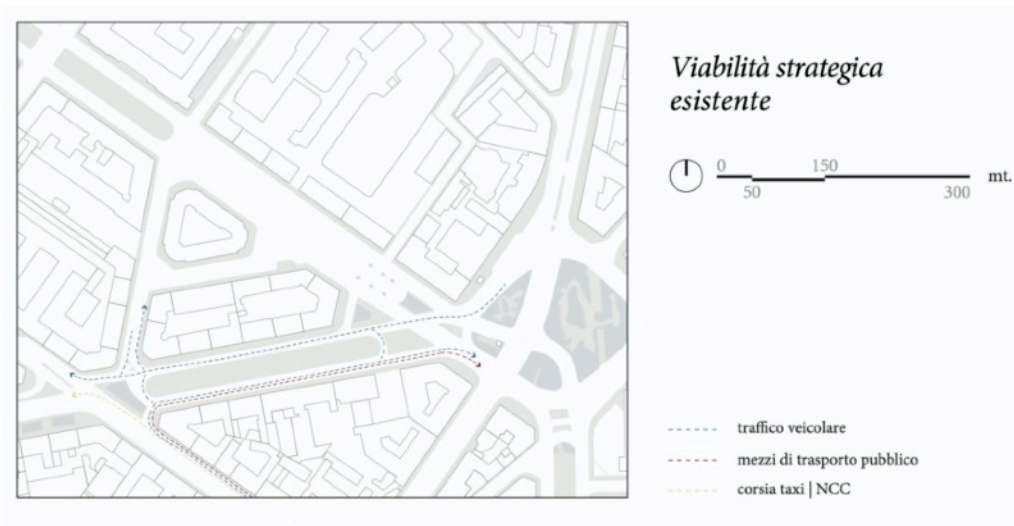 Viabilità strategica
esistente
0 150 mt.
50 300
traffico veicolare
mezzi di trasporto pubblico
corsia taxi | NCC